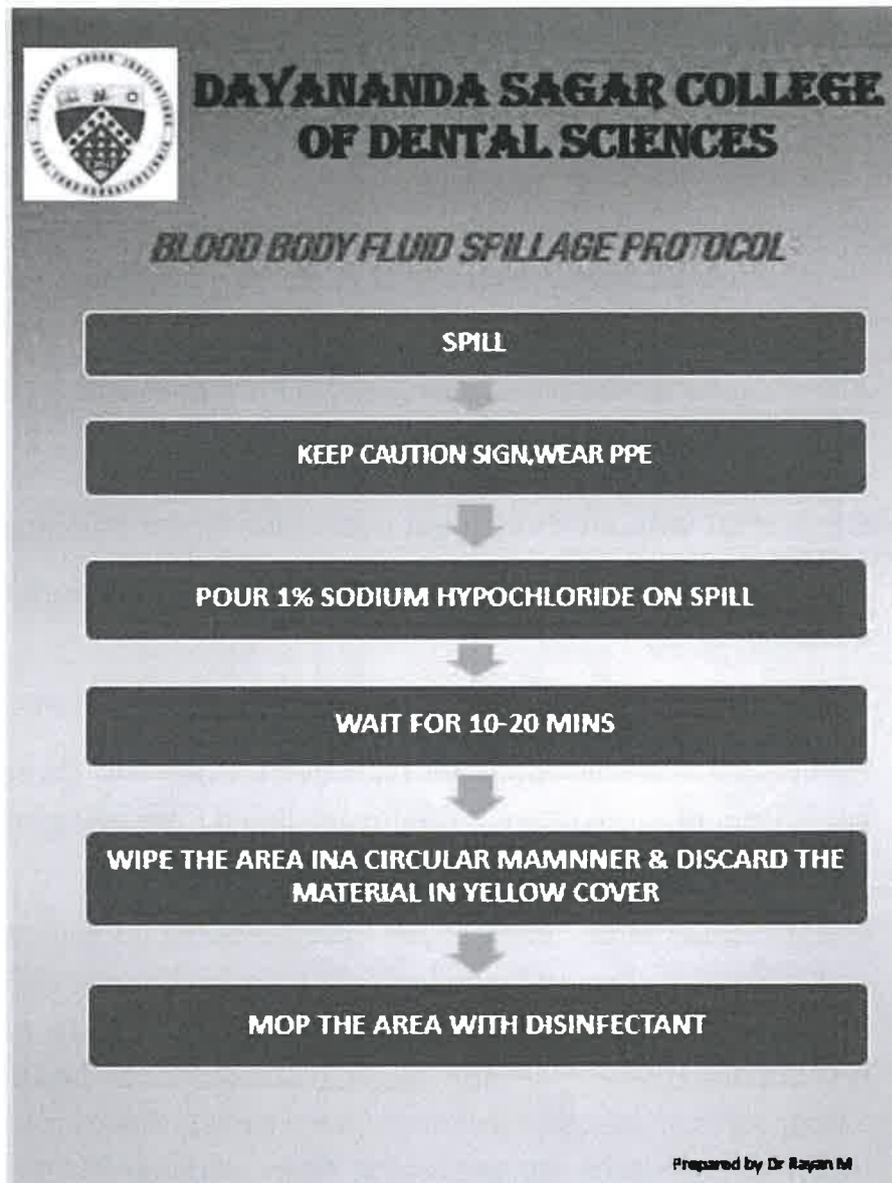 DAYANANDA SAGAR COLLEGE
OF DENTAL SCIENCES
BLOOD BODY FLUID SPILLAGE PROTOCOL
SPILL
KEEP CAUTION SIGN,WEAR PPE
POUR 1% SODIUM HYPOCHLORIDE ON SPILL
WAIT FOR 10-20 MINS
WIPE THE AREA INA CIRCULAR MAMNNER & DISCARD THE
MATERIAL IN YELLOW COVER
MOP THE AREA WITH DISINFECTANT
Prepared by Dr Rayan M